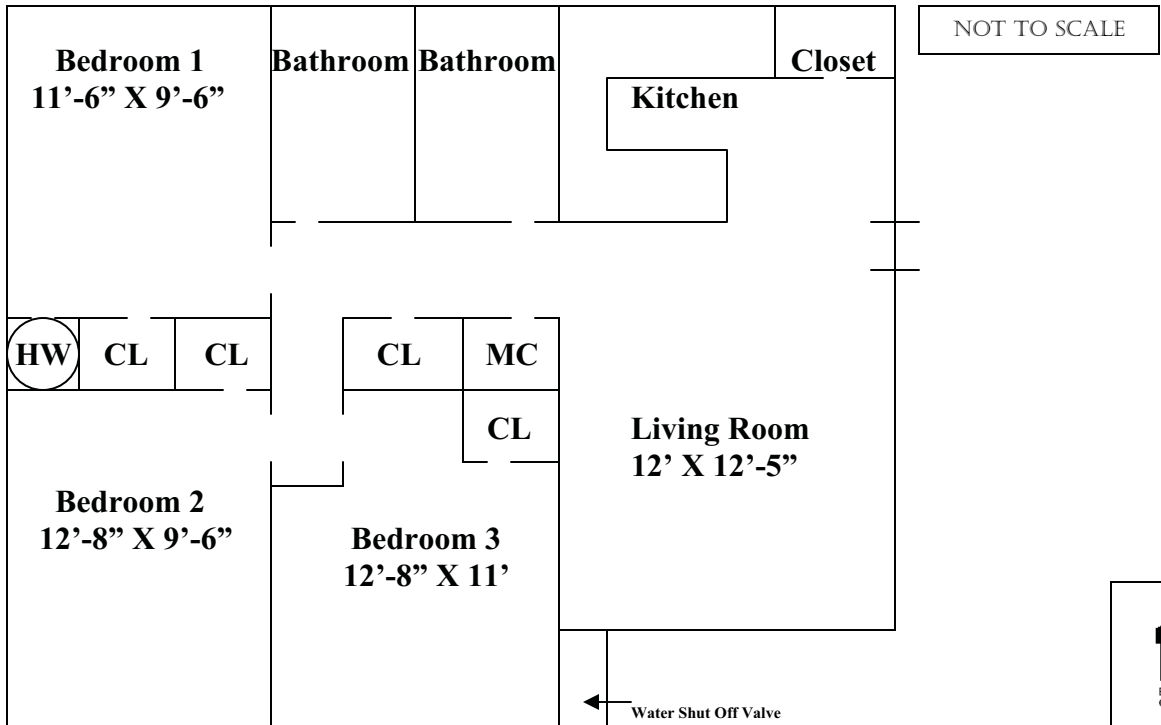 NOT TO SCALE
Bedroom 1
11’-6” X 9’-6”
Bathroom
Bathroom
Closet
Kitchen
HW
CL
CL
CL
MC
CL
Living Room
12’ X 12’-5”
Bedroom 2
12’-8” X 9’-6”
Bedroom 3
12’-8” X 11’
Water Shut Off Valve